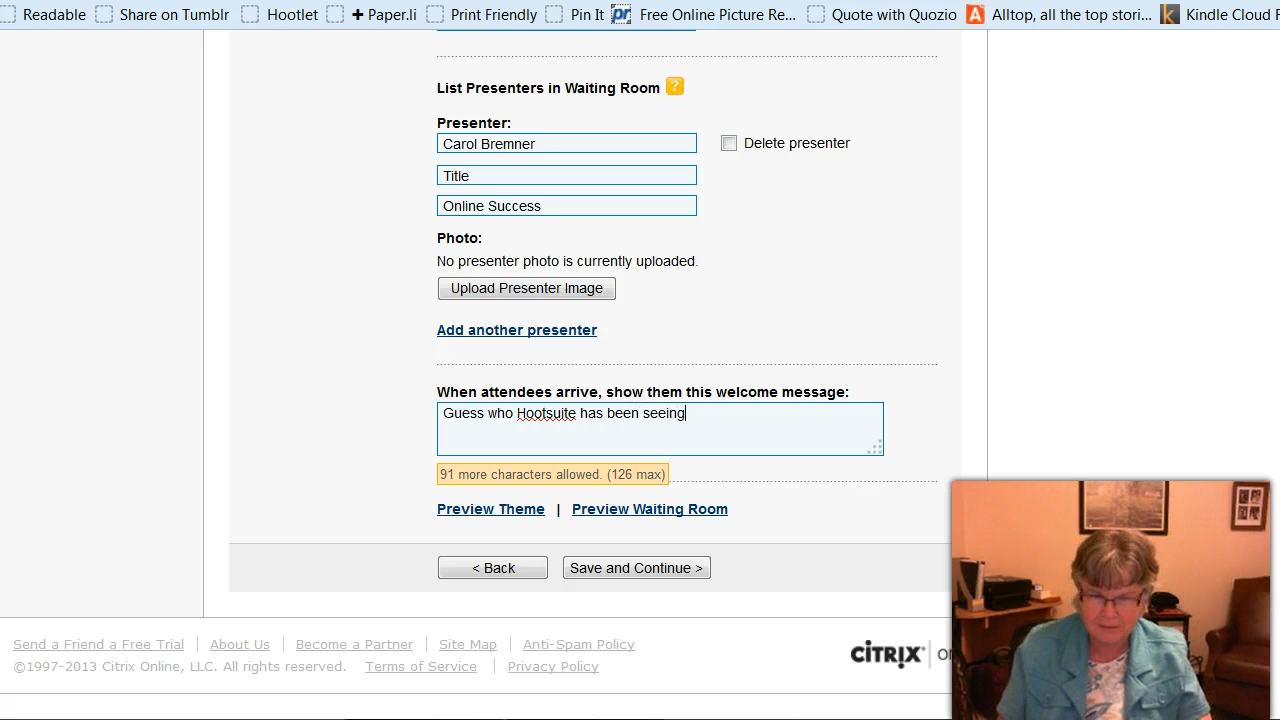 Readable Share on Tumblr Hootlet + Paper.li Print Friendly Pin It pr Free Online Picture Re... Quote with Quozio A Alltop, all the top stori... k Kindle Cloud
List Presenters in Waiting Room ?
Presenter:
Carol Bremner Delete presenter
Title
Online Success
Photo:
No presenter photo is currently uploaded.
Upload Presenter Image
Add another presenter
When attendees arrive, show them this welcome message:
Guess who Hootsuite has been seeing
91 more characters allowed. (126 max)
Preview Theme | Preview Waiting Room
< Back Save and Continue >
Send a Friend a Free Trial About Us Become a Partner Site Map Anti-Spam Policy
©1997-2013 Citrix Online, LLC. All rights reserved. Terms of Service Privacy Policy
CITRIX